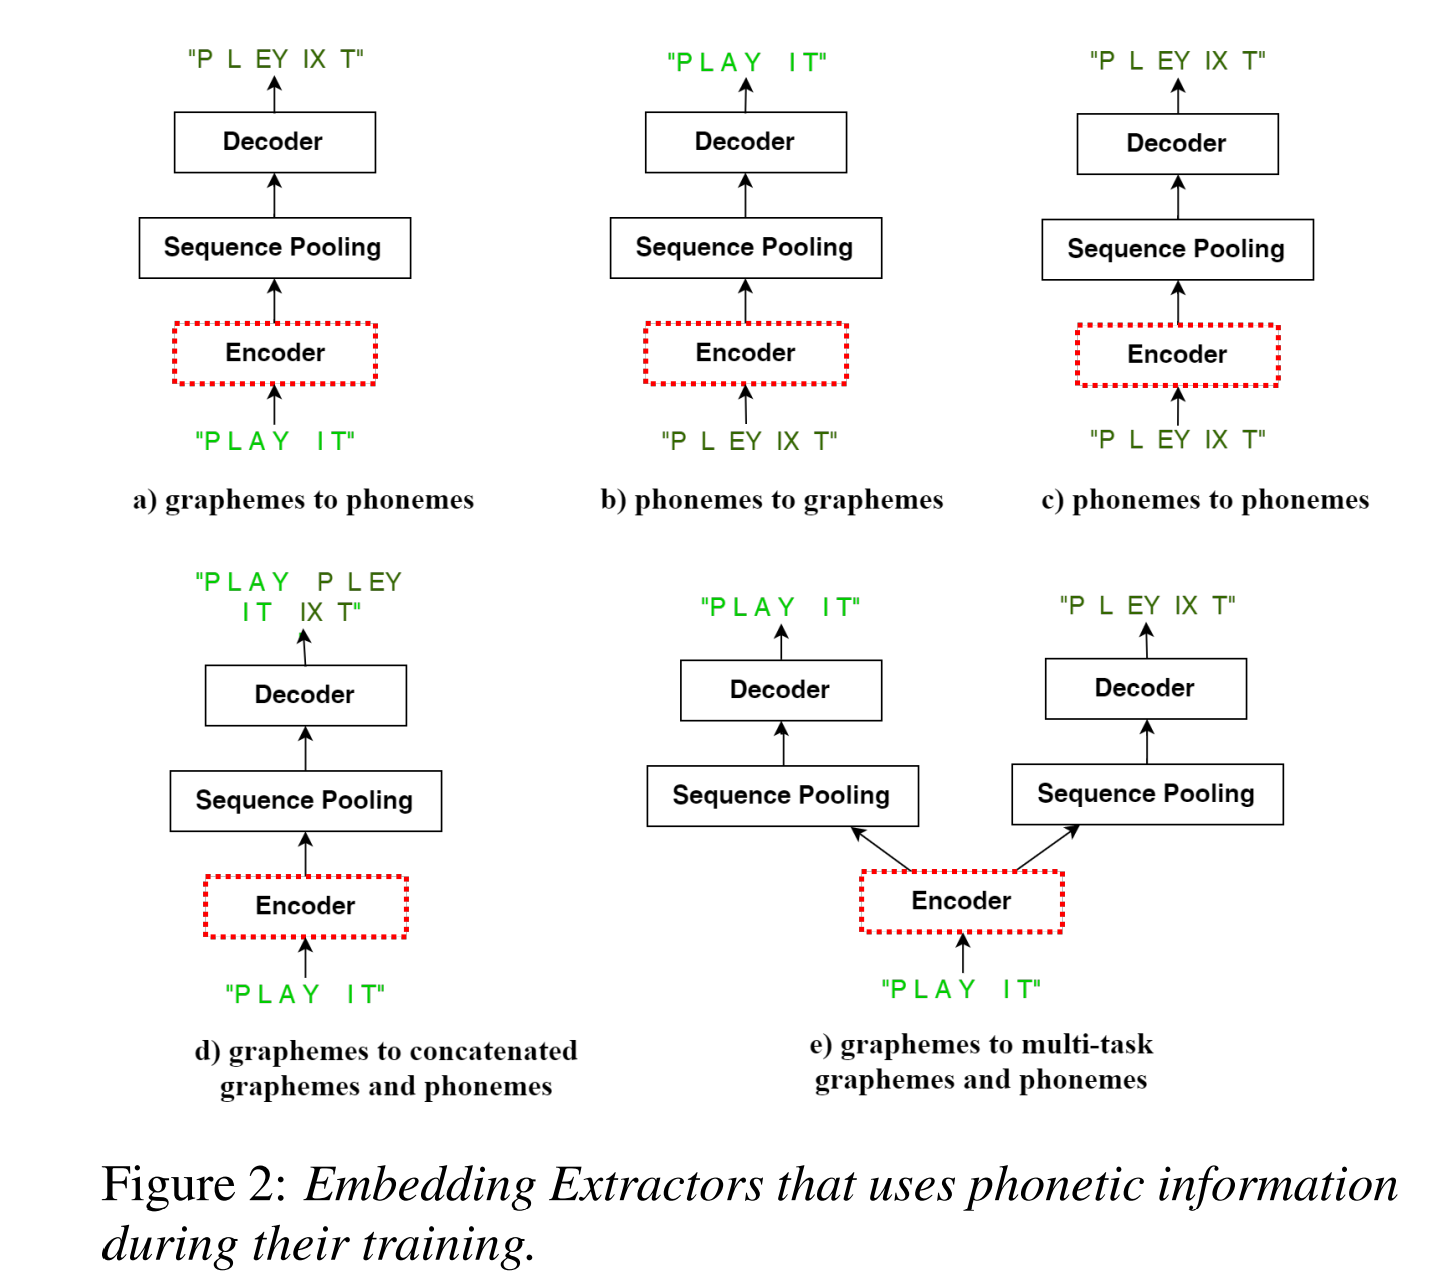 "P L EY IX T"
Decoder
Sequence Pooling
Encoder
"P L A Y I T"
a) graphemes to phonemes
"P L A Y I T"
Decoder
Sequence Pooling
Encoder
"P L EY IX T"
b) phonemes to graphemes
"P L EY IX T"
Decoder
Sequence Pooling
Encoder
"P L EY IX T"
c) phonemes to phonemes
"P L A Y P L EY
I T IX T"
Decoder
Sequence Pooling
Encoder
"P L A Y I T"
d) graphemes to concatenated
graphemes and phonemes
"P L A Y I T"
Decoder
Sequence Pooling
"P L EY IX T"
Decoder
Sequence Pooling
Encoder
"P L A Y I T"
e) graphemes to multi-task
graphemes and phonemes
Figure 2: Embedding Extractors that uses phonetic information
during their training.